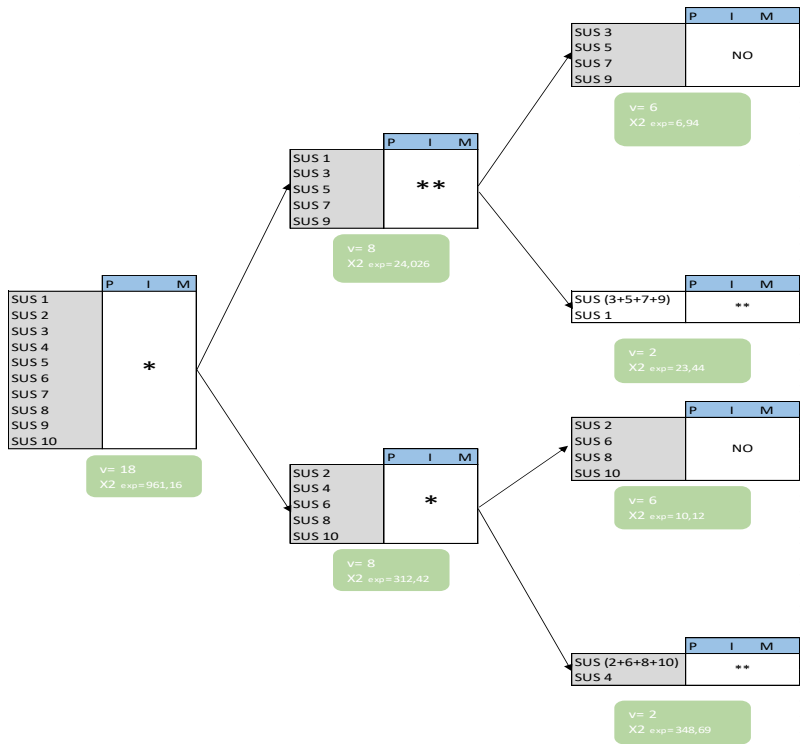 P I M
SUS 1
SUS 2
SUS 3
SUS 4
SUS 5
SUS 6
SUS 7
SUS 8
SUS 9
SUS 10
*
v= 18
X2 exp=961,16
P I M
SUS 1
SUS 3
SUS 5
SUS 7
SUS 9
**
v= 8
X2 exp=24,026
P I M
SUS 2
SUS 4
SUS 6
SUS 8
SUS 10
*
v= 8
X2 exp=312,42
P I M
SUS 3
SUS 5
SUS 7
SUS 9
NO
v= 6
X2 exp=6,94
P I M
SUS (3+5+7+9)
SUS 1
**
v= 2
X2 exp=23,44
P I M
SUS 2
SUS 6
SUS 8
SUS 10
NO
v= 6
X2 exp=10,12
P I M
SUS (2+6+8+10)
SUS 4
**
v= 2
X2 exp=348,69